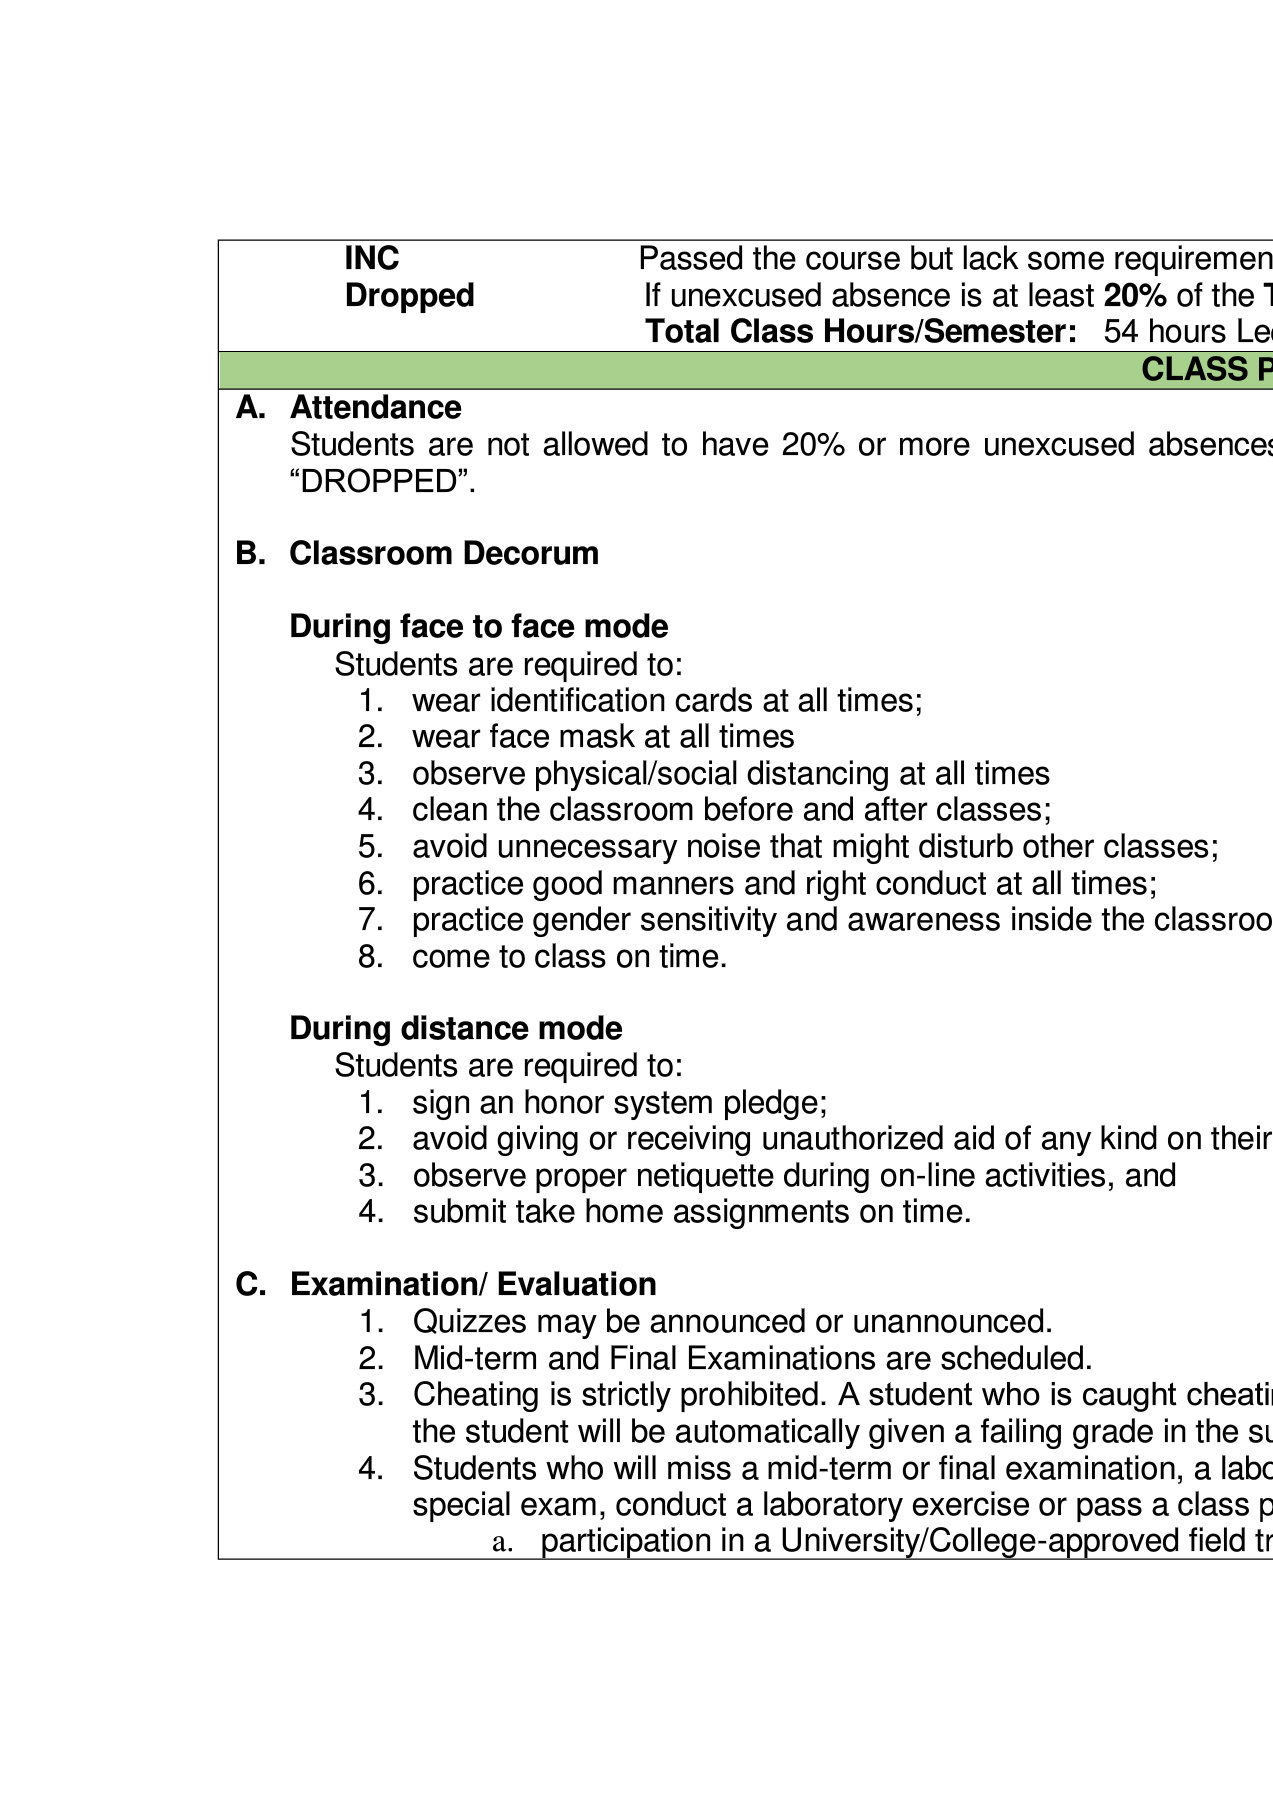 INC Passed the course but lack some requiremen
Dropped If unexcused absence is at least 20% of the T
Total Class Hours/Semester: 54 hours Lec
CLASS P
A. Attendance
Students are not allowed to have 20% or more unexcused absences
“DROPPED”.
B. Classroom Decorum
During face to face mode
Students are required to:
1. wear identification cards at all times;
2. wear face mask at all times
3. observe physical/social distancing at all times
4. clean the classroom before and after classes;
5. avoid unnecessary noise that might disturb other classes;
6. practice good manners and right conduct at all times;
7. practice gender sensitivity and awareness inside the classroo
8. come to class on time.
During distance mode
Students are required to:
1. sign an honor system pledge;
2. avoid giving or receiving unauthorized aid of any kind on their
3. observe proper netiquette during on-line activities, and
4. submit take home assignments on time.
C. Examination/ Evaluation
1. Quizzes may be announced or unannounced.
2. Mid-term and Final Examinations are scheduled.
3. Cheating is strictly prohibited. A student who is caught cheati
the student will be automatically given a failing grade in the su
4. Students who will miss a mid-term or final examination, a labo
special exam, conduct a laboratory exercise or pass a class p
a. participation in a University/College-approved field tr